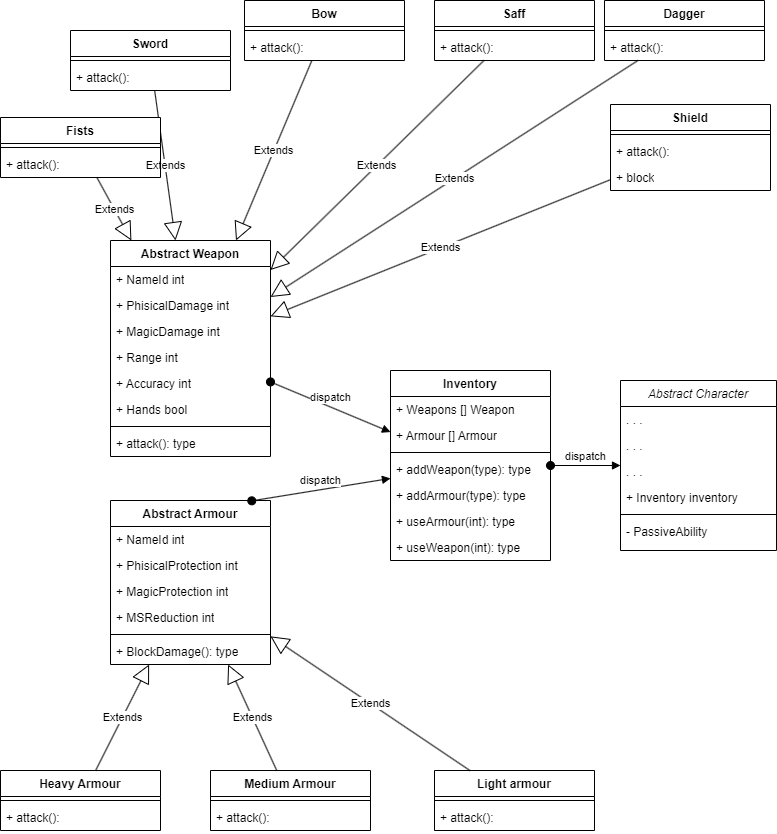 Bow
+ attack():
Saff
+ attack():
Dagger
+ attack():
Sword
+ attack():
Fists
+ attack():
Shield
+ attack():
+ block
Extends
Extends
Extends
Extends
Extends
Extends
Abstract Weapon
+ NameId int
+ PhisicalDamage int
+ MagicDamage int
+ Range int
+ Accuracy int
+ Hands bool
+ attack(): type
dispatch
Inventory
+ Weapons [] Weapon
+ Armour [] Armour
+ addWeapon(type): type
+ addArmour(type): type
+ useArmour(int): type
+ useWeapon(int): type
dispatch
Abstract Character
. . .
. . .
. . .
+ Inventory inventory
- PassiveAbility
dispatch
Abstract Armour
+ NameId int
+ PhisicalProtection int
+ MagicProtection int
+ MSReduction int
+ BlockDamage(): type
Extends
Extends
Extends
Heavy Armour
+ attack():
Medium Armour
+ attack():
Light armour
+ attack():